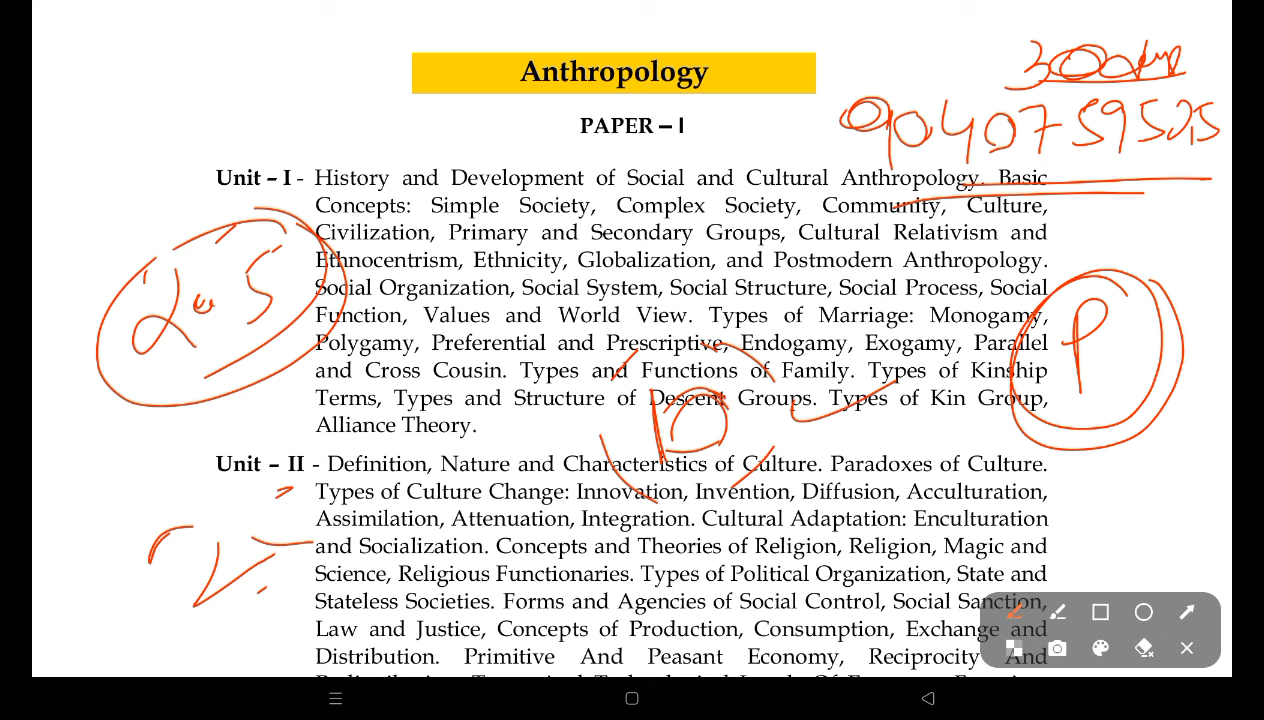 Anthropology
300
PAPER – I
Unit – I - History and Development of Social and Cultural Anthropology. Basic
Concepts: Simple Society, Complex Society, Community, Culture,
Civilization, Primary and Secondary Groups, Cultural Relativism and
Ethnocentrism, Ethnicity, Globalization, and Postmodern Anthropology.
Social Organization, Social System, Social Structure, Social Process, Social
Function, Values and World View. Types of Marriage: Monogamy,
2.5
P
Polygamy, Preferential and Prescriptive, Endogamy, Exogamy, Parallel
and Cross Cousin. Types and Functions of Family. Types of Kinship
Terms, Types and Structure of Descent Groups. Types of Kin Group,
Alliance Theory.
Unit – II - Definition, Nature and Characteristics of Culture. Paradoxes of Culture.
Types of Culture Change: Innovation, Invention, Diffusion, Acculturation,
Assimilation, Attenuation, Integration. Cultural Adaptation: Enculturation
and Socialization. Concepts and Theories of Religion, Religion, Magic and
Science, Religious Functionaries. Types of Political Organization, State and
Stateless Societies. Forms and Agencies of Social Control, Social Sanction,
Law and Justice, Concepts of Production, Consumption, Exchange and
Distribution. Primitive And Peasant Economy, Reciprocity And